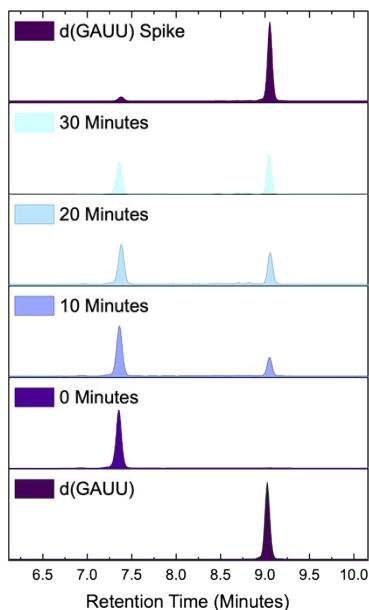 d(GAUU) Spike
30 Minutes
20 Minutes
10 Minutes
0 Minutes
d(GAUU)
6.5 7.0 7.5 8.0 8.5 9.0 9.5 10.0
Retention Time (Minutes)